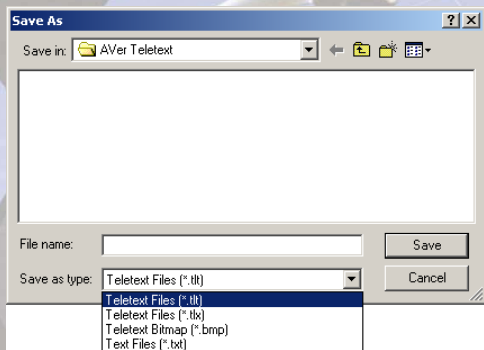 Save As
Save in: AVer Teletext
File name:
Save
Save as type: Teletext Files (*.tlt)
Cancel
Teletext Files (*.tlt)
Teletext Files (*.tlx)
Teletext Bitmap (*.bmp)
Text Files (*.txt)